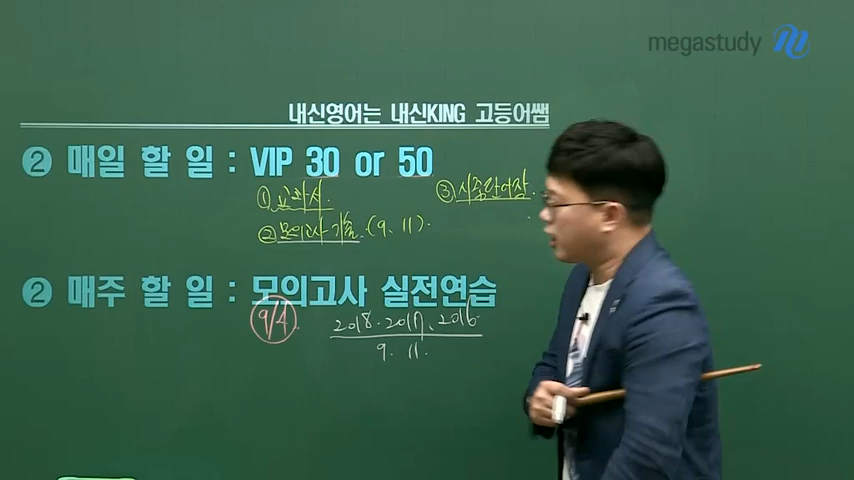 megastudy
내신영어는 내신KING 고등어쌤
❷ 매일 할 일 : VIP 30 or 50
① 교과서.
③ 시중단어장.
② 모의고사 기출. (9. 11).
❷ 매주 할 일 : 모의고사 실전연습
9/4.
2018. 2017. 2016.
9. 11.